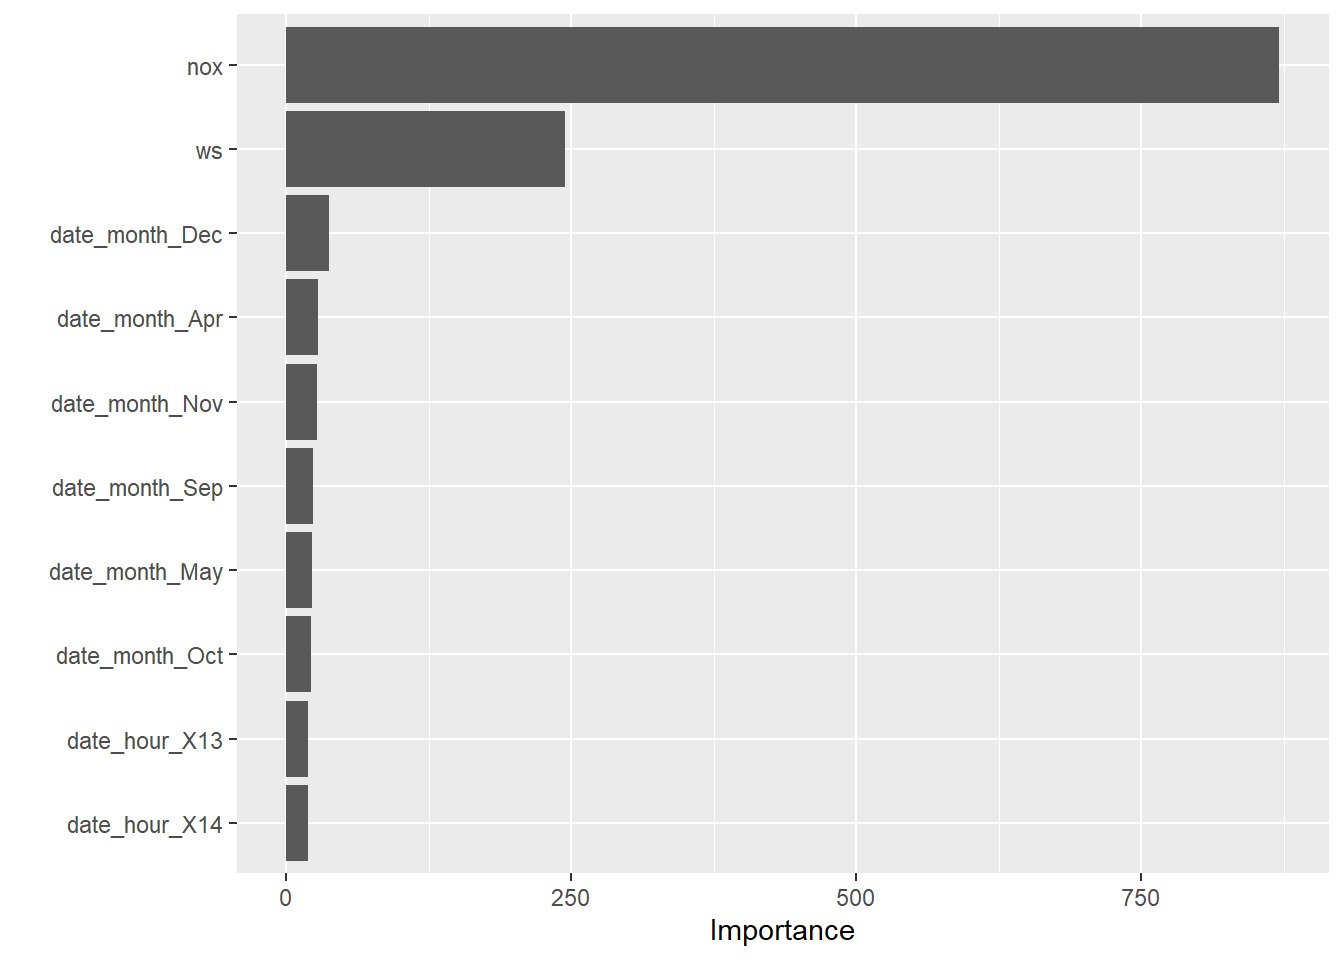 nox
ws
date_month_Dec
date_month_Apr
date_month_Nov
date_month_Sep
date_month_May
date_month_Oct
date_hour_X13
date_hour_X14
0 250 500 750
Importance